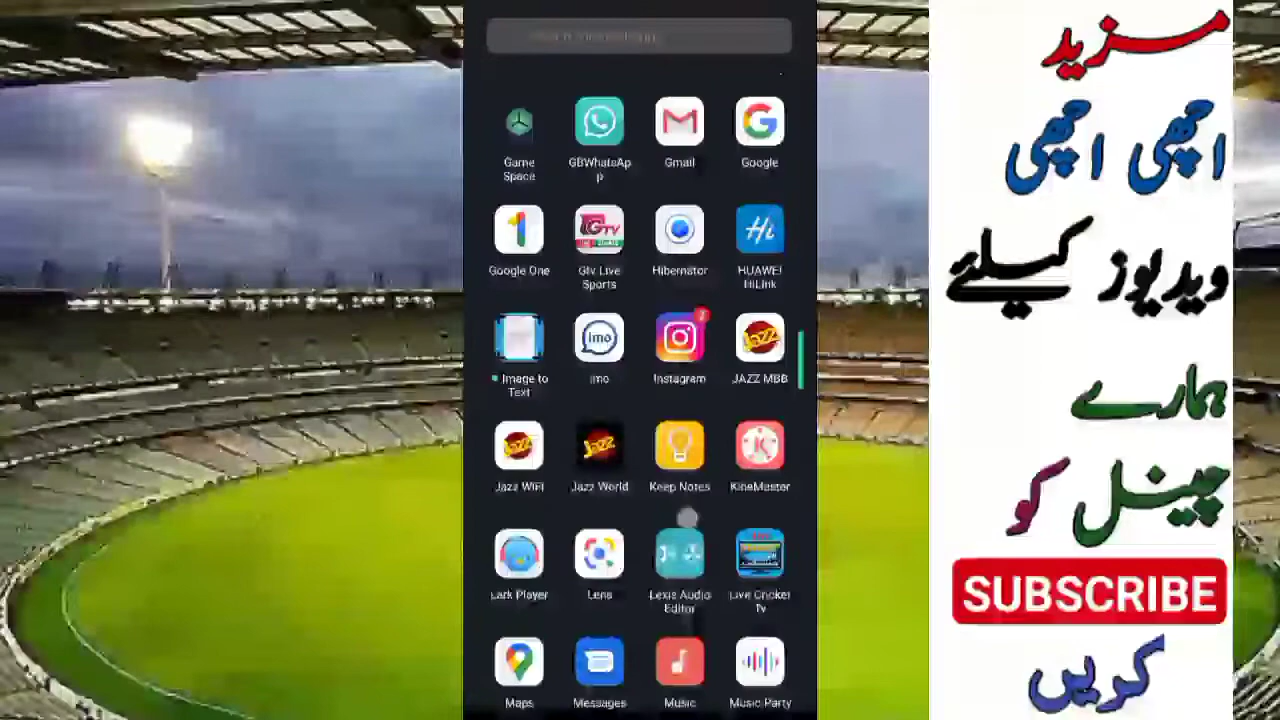 Game Space
GBWhatsApp
Gmail
Google
Google One
Gtv Live Sports
Hibernator
HUAWEI HiLink
Image to Text
imo
Instagram
JAZZ MBB
Jazz WiFi
Jazz World
Keep Notes
KineMaster
Lark Player
Lens
Lexis Audio Editor
Live Cricket Tv
Maps
Messages
Music
Music Party
مزید
اچھی اچھی
ویدیوز کیلئے
ہمارے
چینل کو
SUBSCRIBE
کریں